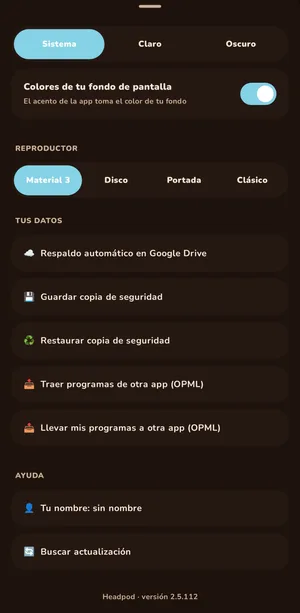 Sistema Claro Oscuro
Colores de tu fondo de pantalla
El acento de la app toma el color de tu fondo
REPRODUCTOR
Material 3 Disco Portada Clásico
TUS DATOS
Respaldo automático en Google Drive
Guardar copia de seguridad
Restaurar copia de seguridad
Traer programas de otra app (OPML)
Llevar mis programas a otra app (OPML)
AYUDA
Tu nombre: sin nombre
Buscar actualización
Headpod · versión 2.5.112